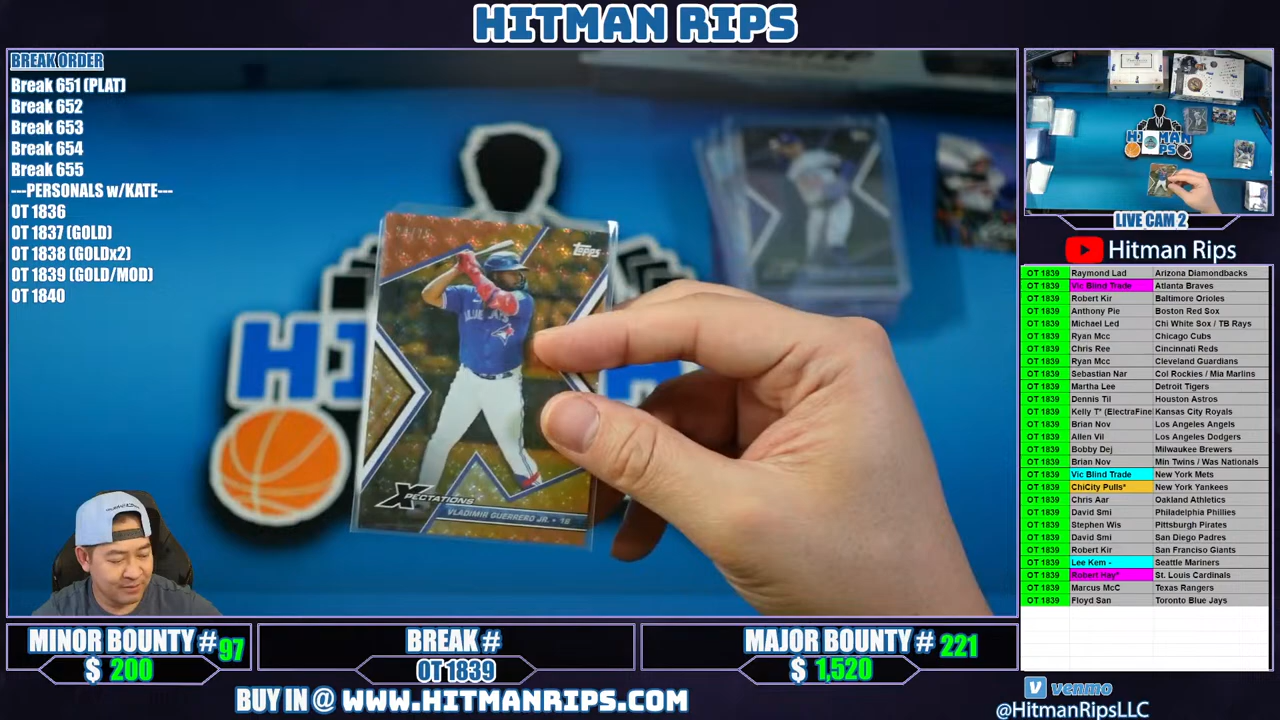 HITMAN RIPS
BREAK ORDER
Break 651 (PLAT)
Break 652
Break 653
Break 654
Break 655
---PERSONALS w/KATE---
OT 1836
OT 1837 (GOLD)
OT 1838 (GOLDx2)
OT 1839 (GOLD/MOD)
OT 1840
topps
BLUE JAYS
XPECTATIONS
VLADIMIR GUERRERO JR. • 16
LIVE CAM 2
Hitman Rips
OT 1839 Raymond Lad Arizona Diamondbacks
OT 1839 Vic Blind Trade Atlanta Braves
OT 1839 Robert Kir Baltimore Orioles
OT 1839 Anthony Pie Boston Red Sox
OT 1839 Michael Led Chi White Sox / TB Rays
OT 1839 Ryan Mcc Chicago Cubs
OT 1839 Chris Ree Cincinnati Reds
OT 1839 Ryan Mcc Cleveland Guardians
OT 1839 Sebastian Nar Col Rockies / Mia Marlins
OT 1839 Martha Lee Detroit Tigers
OT 1839 Dennis Til Houston Astros
OT 1839 Kelly T* (ElectraFine Kansas City Royals
OT 1839 Brian Nov Los Angeles Angels
OT 1839 Allen Vil Los Angeles Dodgers
OT 1839 Bobby Dej Milwaukee Brewers
OT 1839 Brian Nov Min Twins / Was Nationals
OT 1839 Vic Blind Trade New York Mets
OT 1839 ChiCity Pulls* New York Yankees
OT 1839 Chris Aar Oakland Athletics
OT 1839 David Smi Philadelphia Phillies
OT 1839 Stephen Wis Pittsburgh Pirates
OT 1839 David Smi San Diego Padres
OT 1839 Robert Kir San Franciso Giants
OT 1839 Lee Kem - Seattle Mariners
OT 1839 Robert Hay* St. Louis Cardinals
OT 1839 Marcus McC Texas Rangers
OT 1839 Floyd San Toronto Blue Jays
MINOR BOUNTY # 97
$ 200
BREAK #
OT 1839
MAJOR BOUNTY # 221
$ 1,520
BUY IN @ WWW.HITMANRIPS.COM
venmo
@HitmanRipsLLC